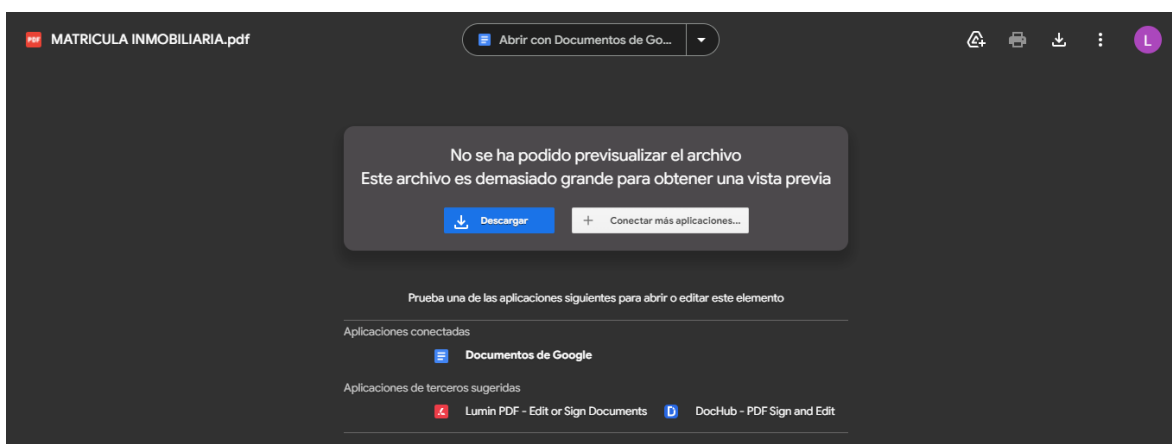 PDF MATRICULA INMOBILIARIA.pdf
Abrir con Documentos de Go...
L
No se ha podido previsualizar el archivo
Este archivo es demasiado grande para obtener una vista previa
Descargar
+ Conectar más aplicaciones...
Prueba una de las aplicaciones siguientes para abrir o editar este elemento
Aplicaciones conectadas
Documentos de Google
Aplicaciones de terceros sugeridas
Lumin PDF - Edit or Sign Documents
D DocHub - PDF Sign and Edit